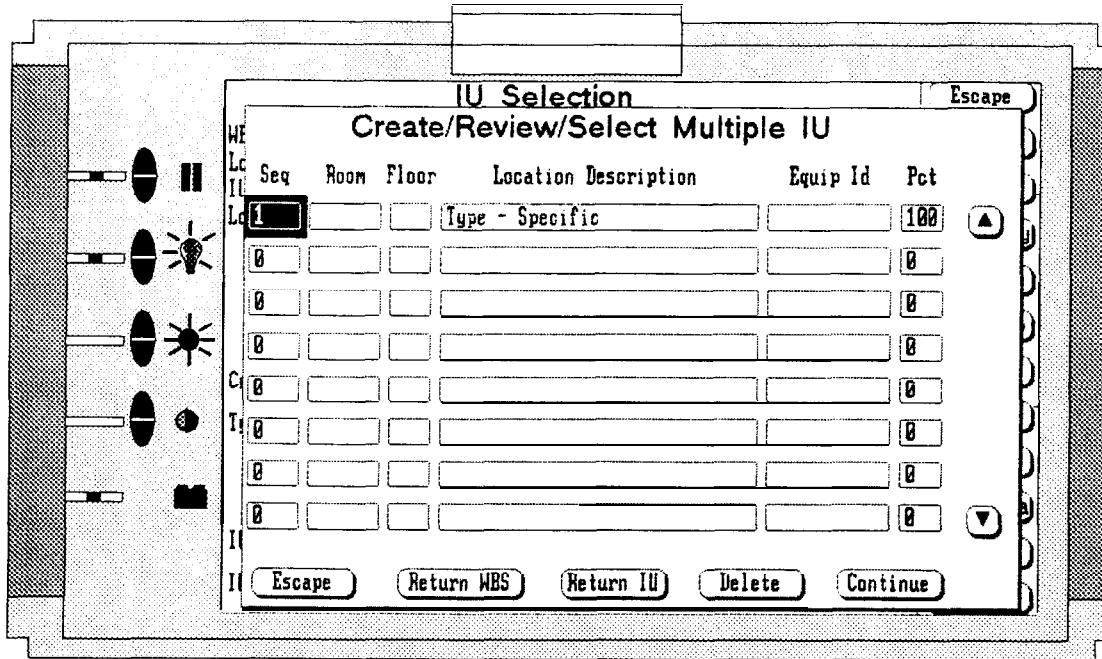 IU Selection
Escape
Create/Review/Select Multiple IU
Seq Room Floor Location Description Equip Id Pct
1 Type - Specific 100
0 0
0 0
0 0
0 0
0 0
0 0
0 0
Escape Return WBS Return IU Delete Continue